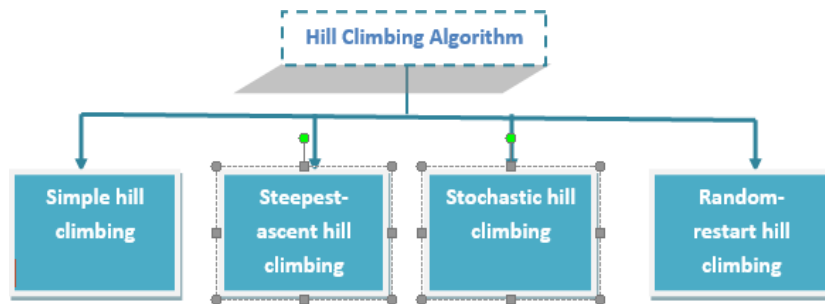 Hill Climbing Algorithm
Simple hill
climbing
Steepest-
ascent hill
climbing
Stochastic hill
climbing
Random-
restart hill
climbing